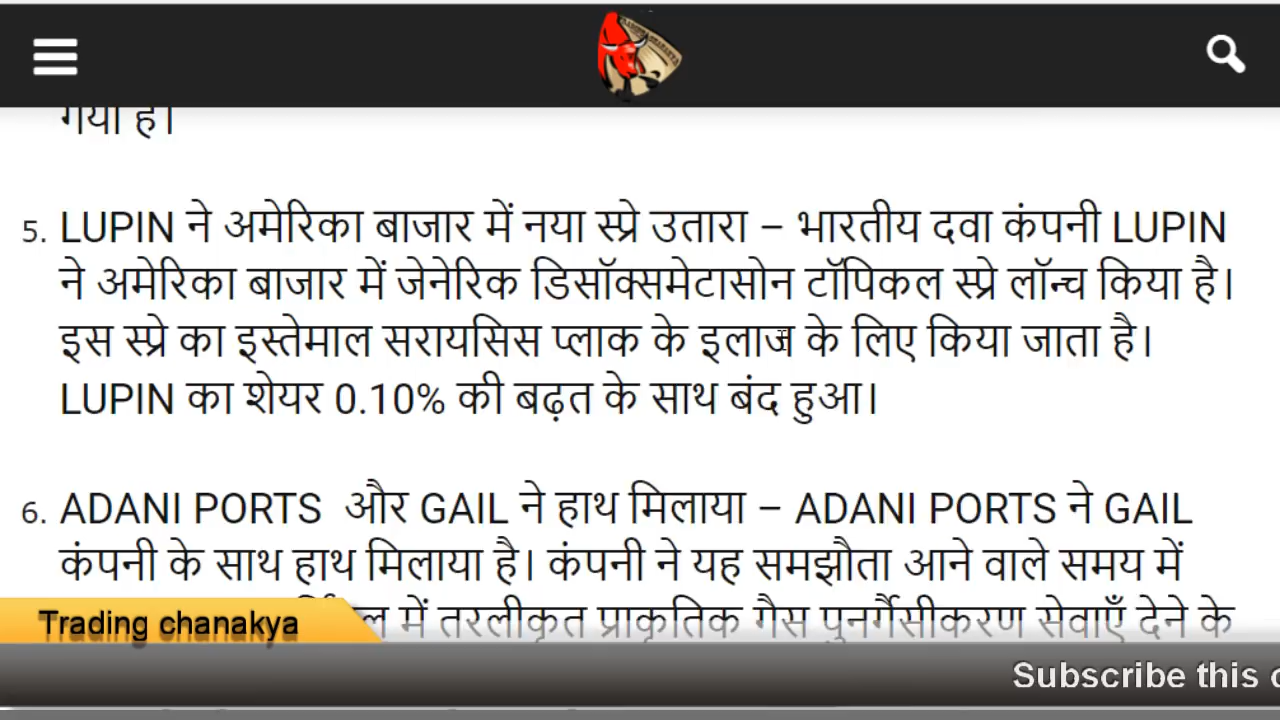 गया है।
5. LUPIN ने अमेरिका बाजार में नया स्प्रे उतारा – भारतीय दवा कंपनी LUPIN
ने अमेरिका बाजार में जेनेरिक डिसॉक्समेटासोन टॉपिकल स्प्रे लॉन्च किया है।
इस स्प्रे का इस्तेमाल सरायसिस प्लाक के इलाज के लिए किया जाता है।
LUPIN का शेयर 0.10% की बढ़त के साथ बंद हुआ।
6. ADANI PORTS और GAIL ने हाथ मिलाया – ADANI PORTS ने GAIL
कंपनी के साथ हाथ मिलाया है। कंपनी ने यह समझौता आने वाले समय में
में तरलीकृत प्राकृतिक गैस पुनर्गैसीकरण सेवाएँ देने के
Trading chanakya
Subscribe this